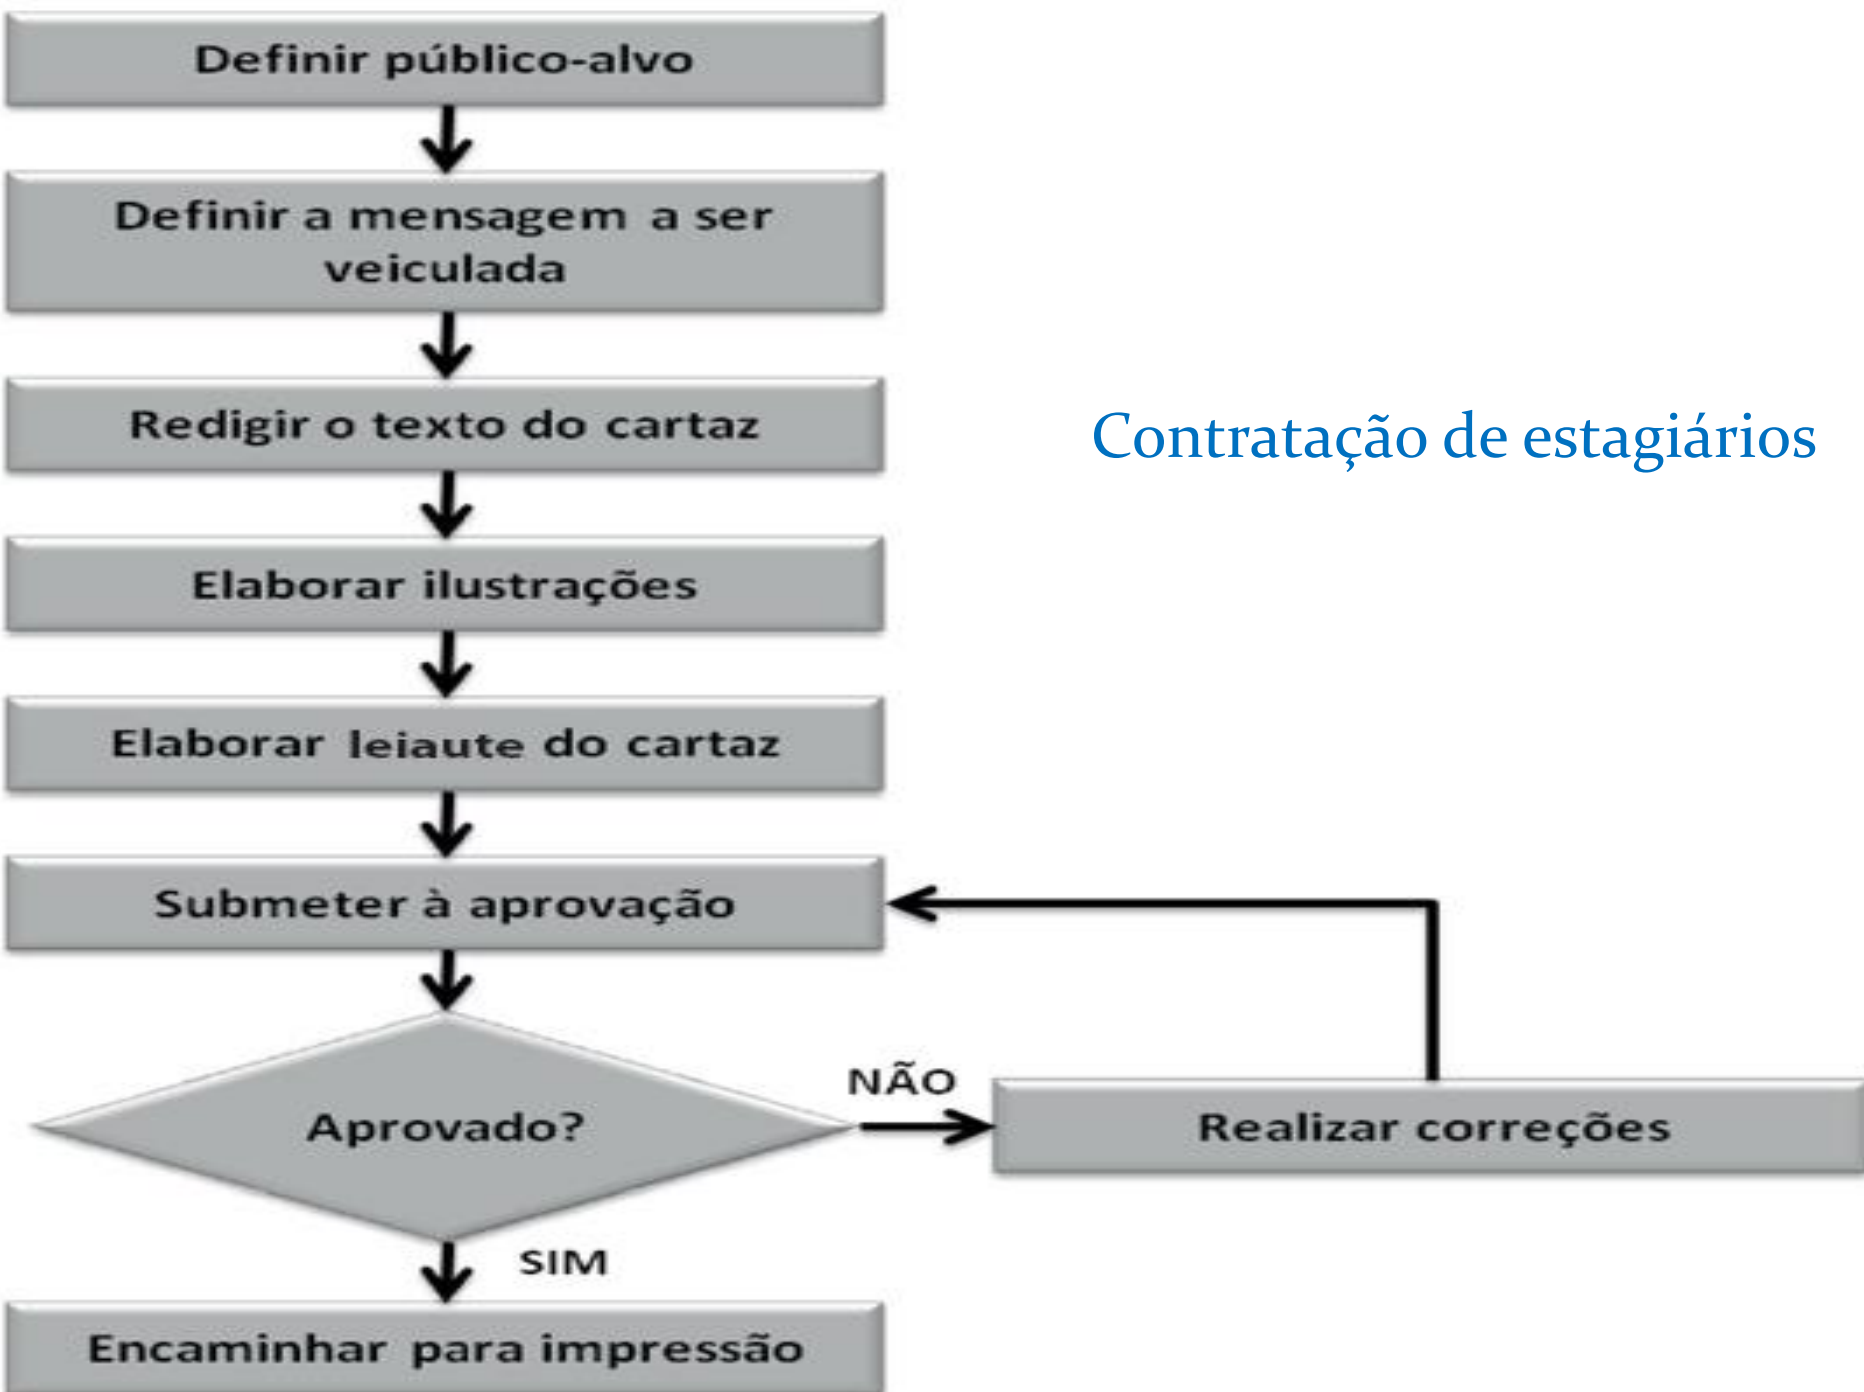 Definir público-alvo
Definir a mensagem a ser
veiculada
Redigir o texto do cartaz
Contratação de estagiários
Elaborar ilustrações
Elaborar leiaute do cartaz
Submeter à aprovação
Aprovado?
NÃO
Realizar correções
SIM
Encaminhar para impressão